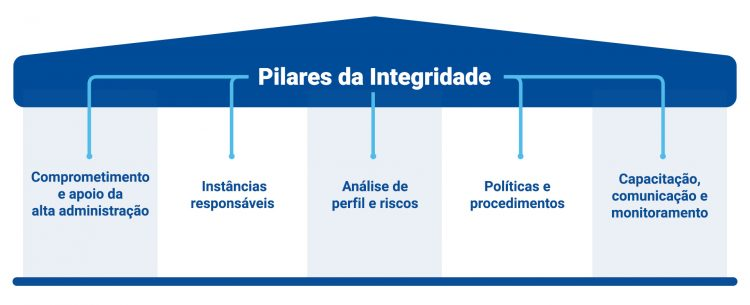 Pilares da Integridade
Comprometimento
e apoio da
alta administração
Instâncias
responsáveis
Análise de
perfil e riscos
Políticas e
procedimentos
Capacitação,
comunicação e
monitoramento